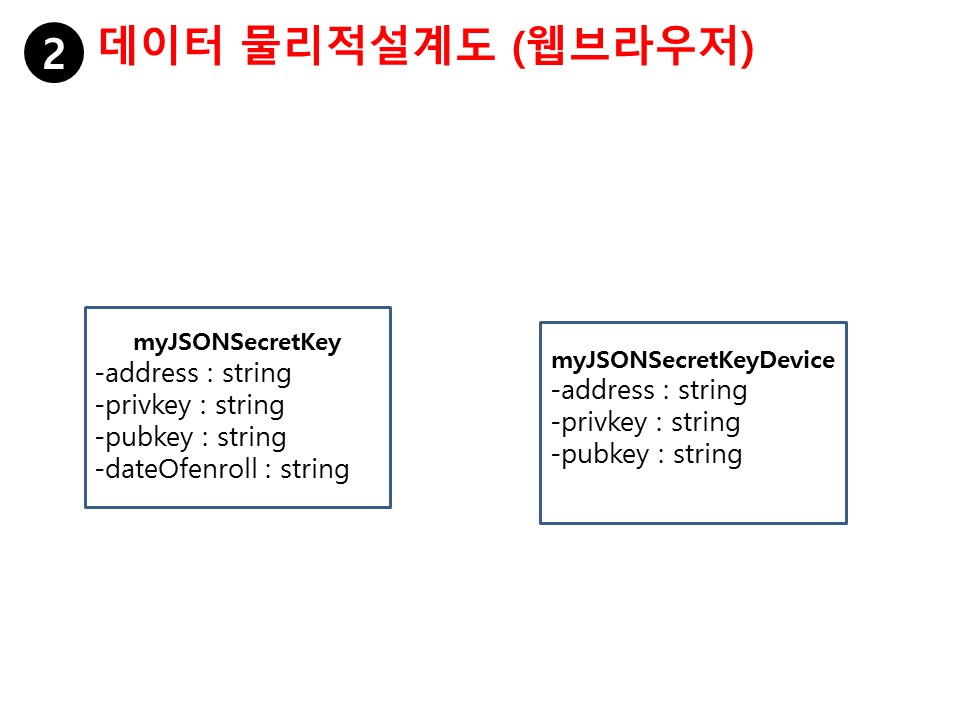 2 데이터 물리적설계도 (웹브라우저)
myJSONSecretKey
-address : string
-privkey : string
-pubkey : string
-dateOfenroll : string
myJSONSecretKeyDevice
-address : string
-privkey : string
-pubkey : string